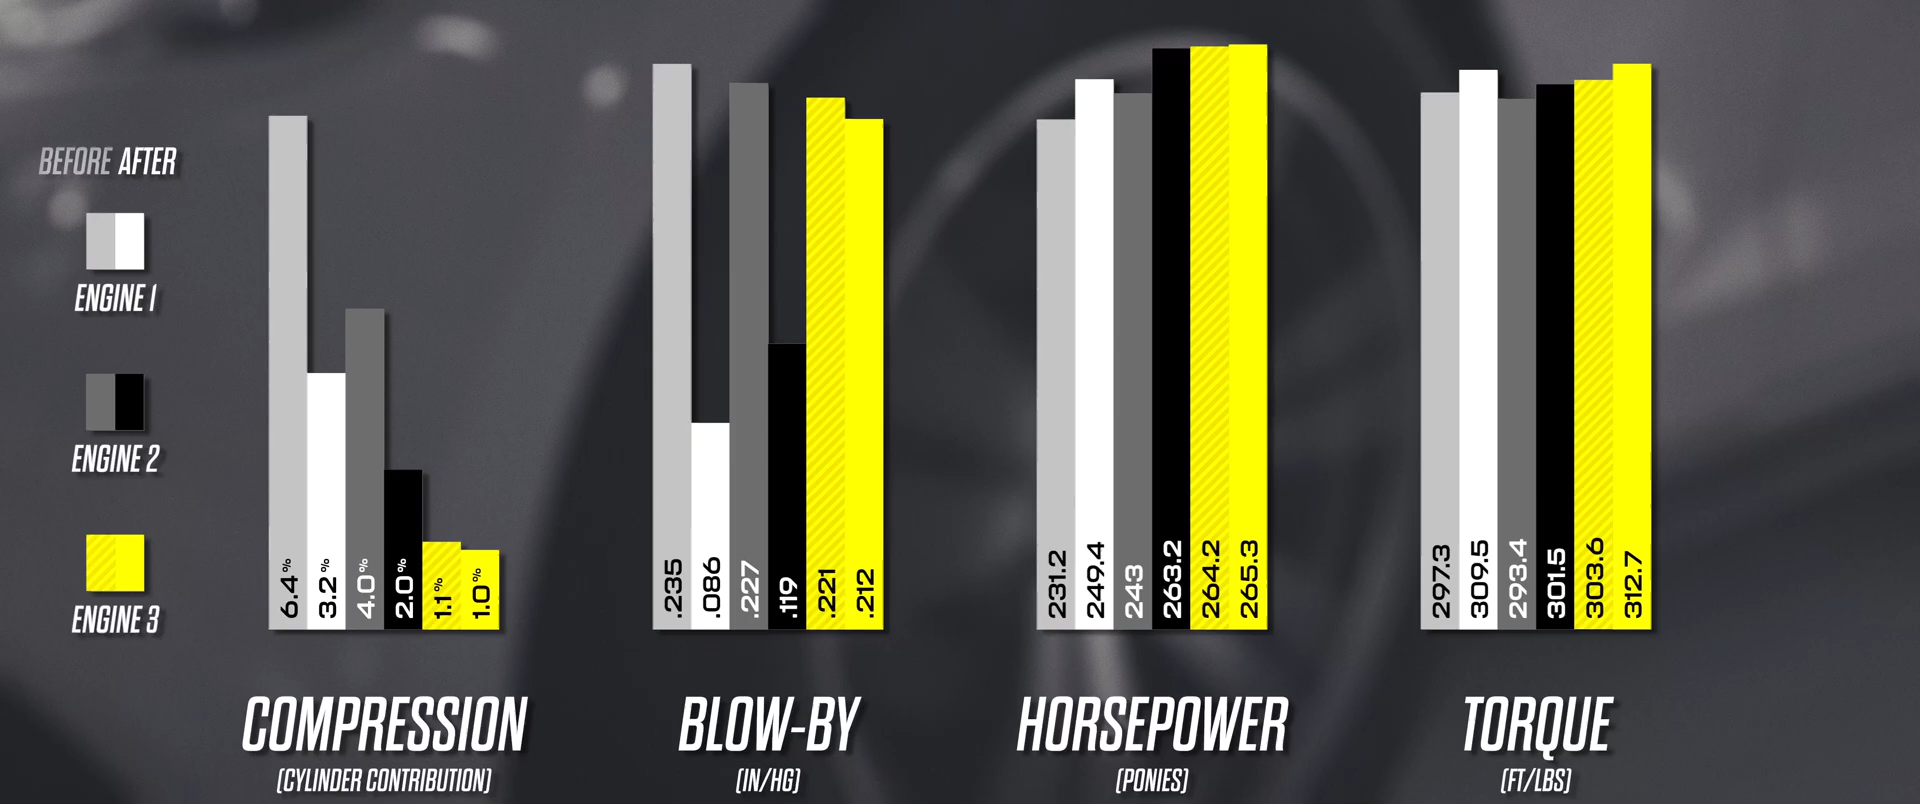 BEFORE AFTER
ENGINE 1
ENGINE 2
ENGINE 3
6.4%
3.2%
4.0%
2.0%
1.1%
1.0%
COMPRESSION
(CYLINDER CONTRIBUTION)
.235
.086
.227
.119
.221
.212
BLOW-BY
(IN/HG)
231.2
249.4
243
263.2
264.2
265.3
HORSEPOWER
(PONIES)
297.3
309.5
293.4
301.5
303.6
312.7
TORQUE
(FT/LBS)